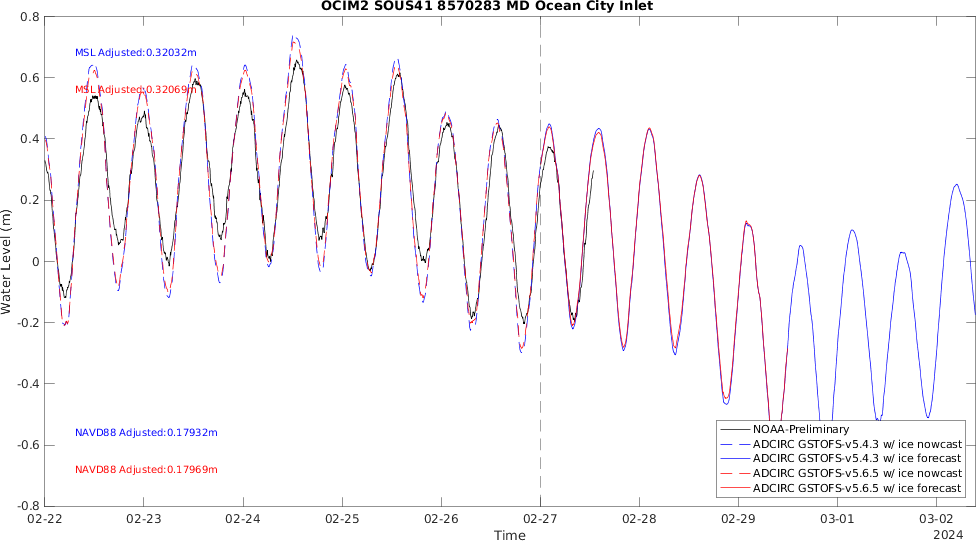 OCIM2 SOUS41 8570283 MD Ocean City Inlet
0.8
MSL Adjusted:0.32032m
0.6
MSL Adjusted:0.32069m
0.4
0.2
0
Water Level (m)
-0.2
-0.4
NAVD88 Adjusted:0.17932m
-0.6
NAVD88 Adjusted:0.17969m
-0.8
NOAA-Preliminary
ADCIRC GSTOFS-v5.4.3 w/ ice nowcast
ADCIRC GSTOFS-v5.4.3 w/ ice forecast
ADCIRC GSTOFS-v5.6.5 w/ ice nowcast
ADCIRC GSTOFS-v5.6.5 w/ ice forecast
02-22 02-23 02-24 02-25 02-26 02-27 02-28 02-29 03-01 03-02
Time
2024